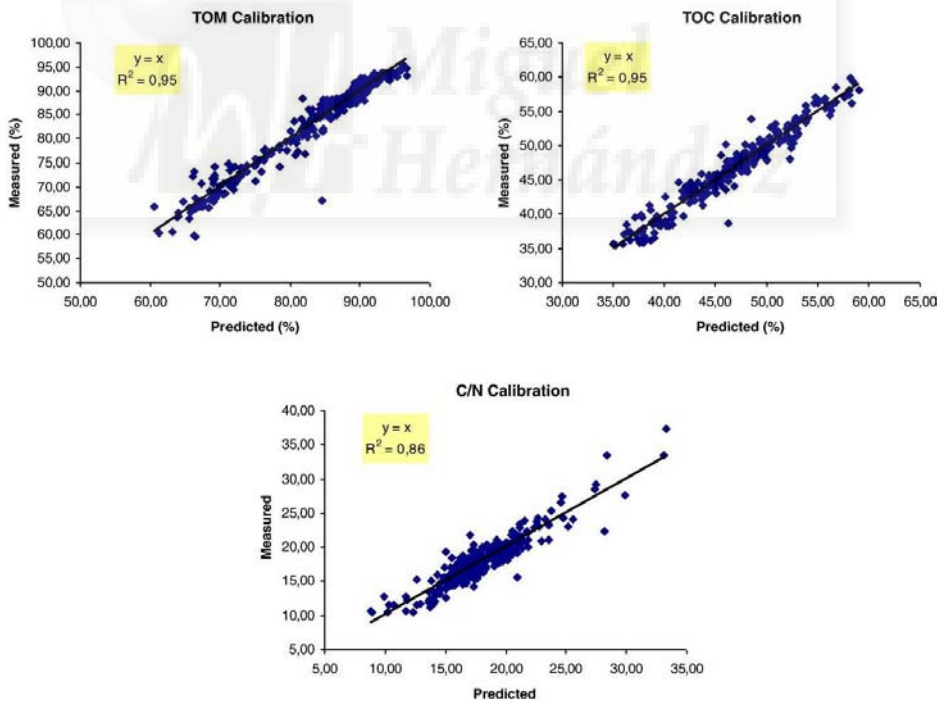 TOM Calibration
y = x
R² = 0,95
100,00
95,00
90,00
85,00
80,00
75,00
70,00
65,00
60,00
55,00
50,00
Measured (%)
50,00 60,00 70,00 80,00 90,00 100,00
Predicted (%)
TOC Calibration
y = x
R² = 0,95
65,00
60,00
55,00
50,00
45,00
40,00
35,00
30,00
Measured (%)
30,00 35,00 40,00 45,00 50,00 55,00 60,00 65,00
Predicted (%)
Miguel
Hernández
C/N Calibration
y = x
R² = 0,86
40,00
35,00
30,00
25,00
20,00
15,00
10,00
5,00
Measured
5,00 10,00 15,00 20,00 25,00 30,00 35,00
Predicted